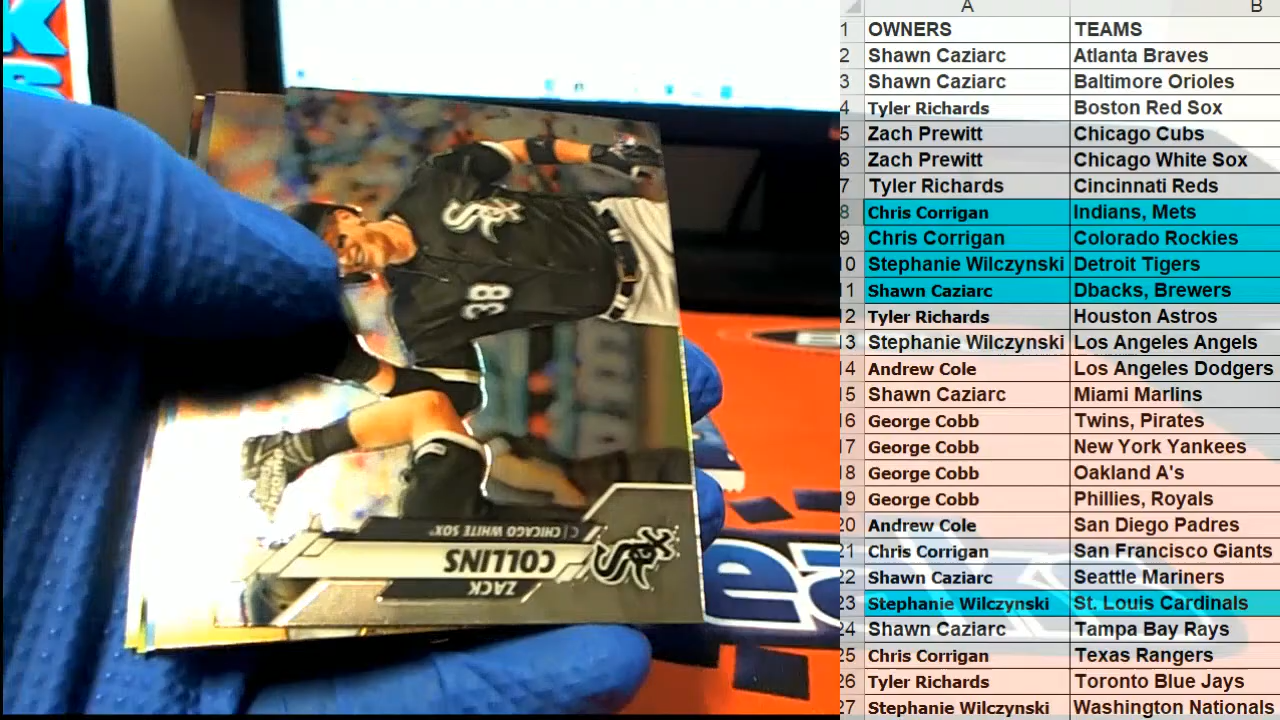 A B
1 OWNERS TEAMS
2 Shawn Caziarc Atlanta Braves
3 Shawn Caziarc Baltimore Orioles
4 Tyler Richards Boston Red Sox
5 Zach Prewitt Chicago Cubs
6 Zach Prewitt Chicago White Sox
7 Tyler Richards Cincinnati Reds
8 Chris Corrigan Indians, Mets
9 Chris Corrigan Colorado Rockies
10 Stephanie Wilczynski Detroit Tigers
11 Shawn Caziarc Dbacks, Brewers
12 Tyler Richards Houston Astros
13 Stephanie Wilczynski Los Angeles Angels
14 Andrew Cole Los Angeles Dodgers
15 Shawn Caziarc Miami Marlins
16 George Cobb Twins, Pirates
17 George Cobb New York Yankees
18 George Cobb Oakland A's
19 George Cobb Phillies, Royals
20 Andrew Cole San Diego Padres
21 Chris Corrigan San Francisco Giants
22 Shawn Caziarc Seattle Mariners
23 Stephanie Wilczynski St. Louis Cardinals
24 Shawn Caziarc Tampa Bay Rays
25 Chris Corrigan Texas Rangers
26 Tyler Richards Toronto Blue Jays
27 Stephanie Wilczynski Washington Nationals
Sox
38
ZACK
COLLINS
C | CHICAGO WHITE SOX
Sox